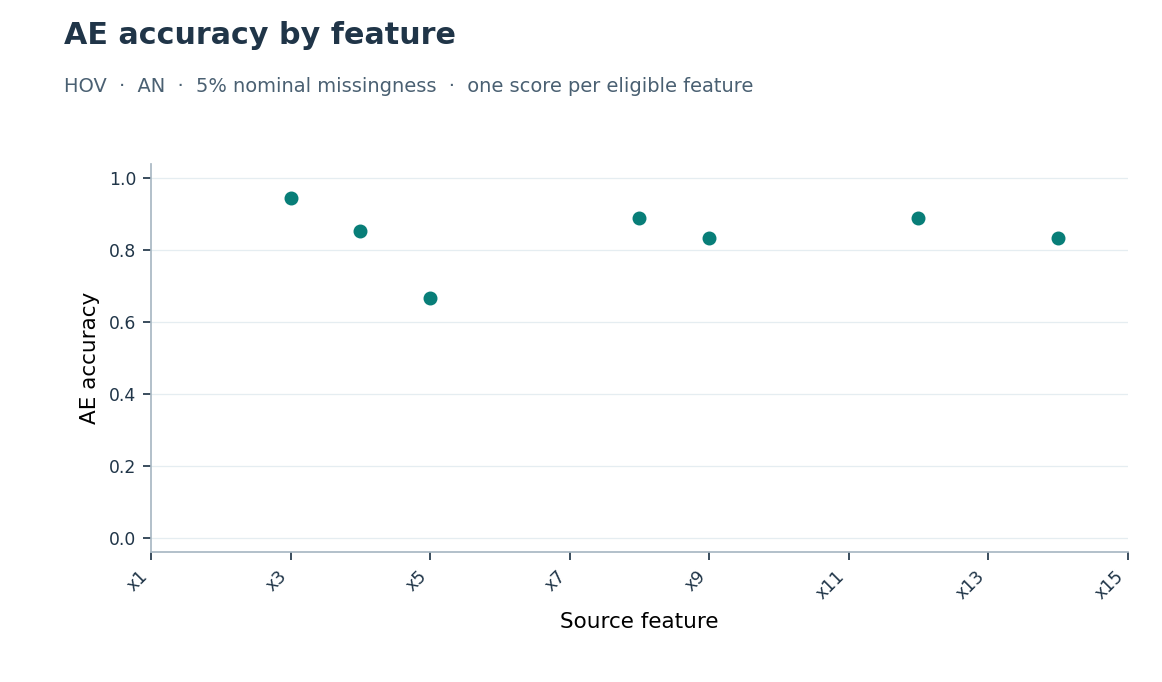 AE accuracy by feature
HOV · AN · 5% nominal missingness · one score per eligible feature
1.0
0.8
0.6
0.4
0.2
0.0
AE accuracy
x1 x3 x5 x7 x9 x11 x13 x15
Source feature